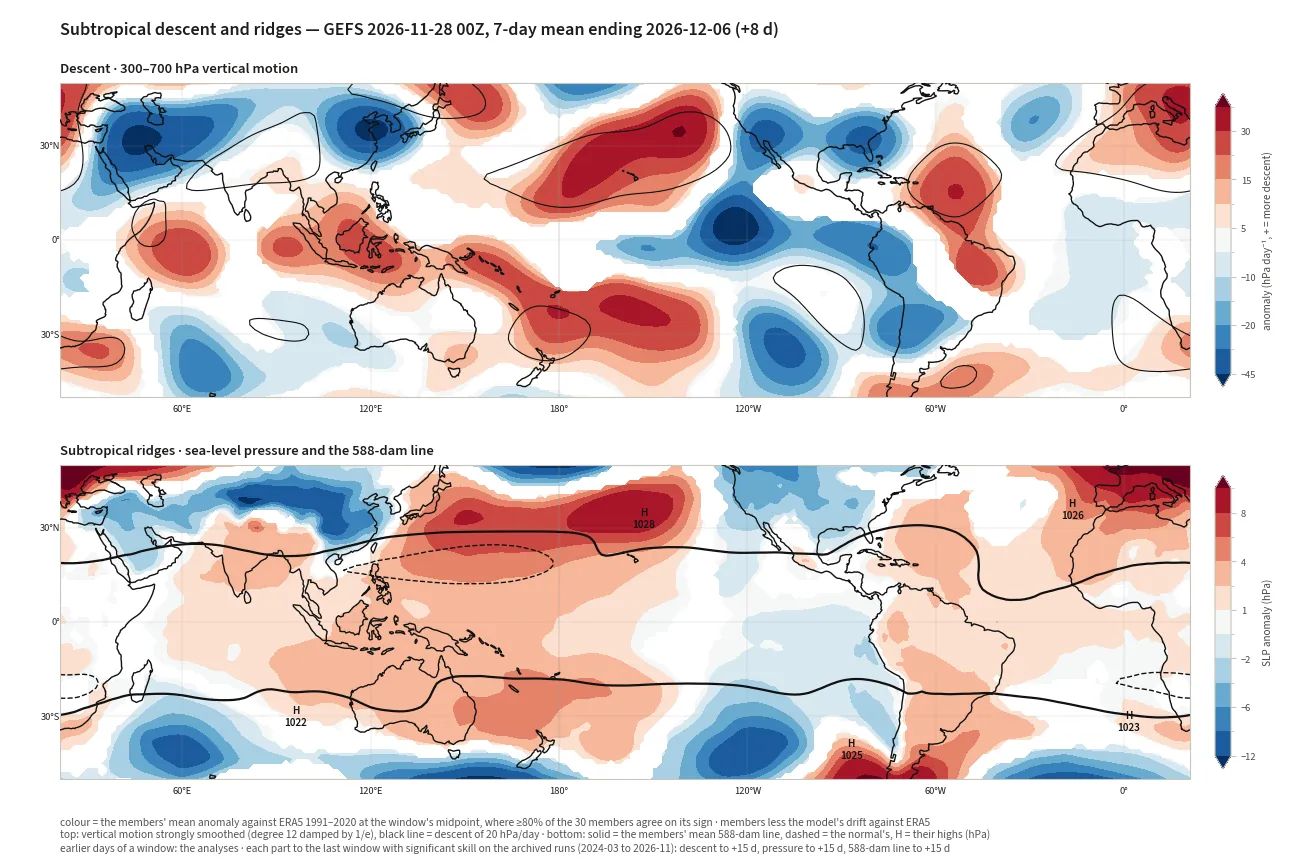 Subtropical descent and ridges — GEFS 2026-11-28 00Z, 7-day mean ending 2026-12-06 (+8 d)
Descent · 300–700 hPa vertical motion
30°N
0°
30°S
60°E
120°E
180°
120°W
60°W
0°
30
15
5
−10
−20
−45
anomaly (hPa day⁻¹, + = more descent)
Subtropical ridges · sea-level pressure and the 588-dam line
30°N
0°
30°S
H
1028
H
1026
H
1022
H
1025
H
1023
60°E
120°E
180°
120°W
60°W
0°
8
4
1
−2
−6
−12
SLP anomaly (hPa)
colour = the members' mean anomaly against ERA5 1991–2020 at the window's midpoint, where ≥80% of the 30 members agree on its sign · members less the model's drift against ERA5
top: vertical motion strongly smoothed (degree 12 damped by 1/e), black line = descent of 20 hPa/day · bottom: solid = the members' mean 588-dam line, dashed = the normal's, H = their highs (hPa)
earlier days of a window: the analyses · each part to the last window with significant skill on the archived runs (2024-03 to 2026-11): descent to +15 d, pressure to +15 d, 588-dam line to +15 d